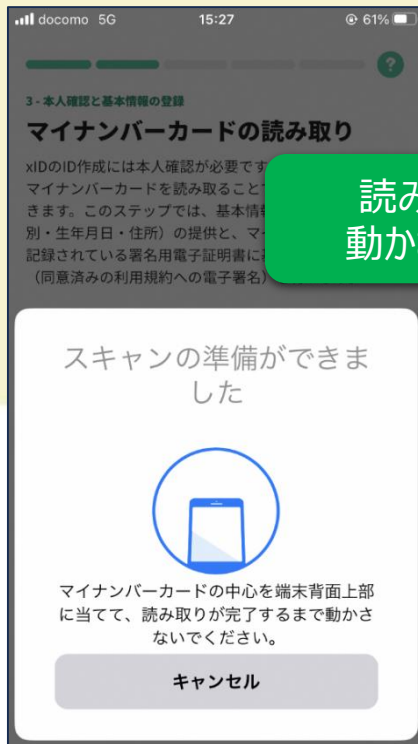 docomo 5G 15:27 61%
?
3 - 本人確認と基本情報の登録
マイナンバーカードの読み取り
xIDのID作成には本人確認が必要です
マイナンバーカードを読み取ること
きます。このステップでは、基本情
別・生年月日・住所）の提供と、マ
記録されている署名用電子証明書に
（同意済みの利用規約への電子署名）
読み
動か
スキャンの準備ができま
した
マイナンバーカードの中心を端末背面上部
に当てて、読み取りが完了するまで動かさ
ないでください。
キャンセル